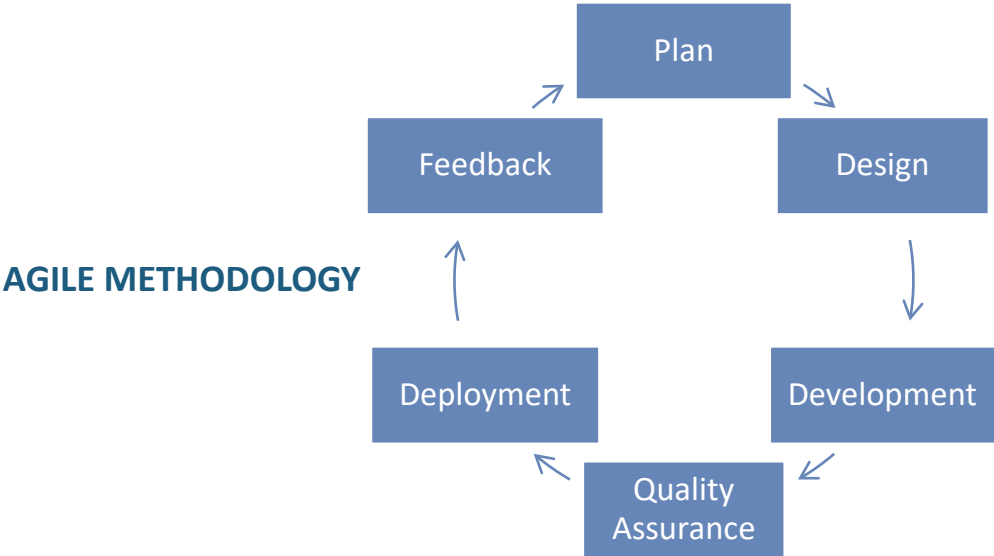 Plan
Feedback
Design
AGILE METHODOLOGY
Deployment
Development
Quality
Assurance